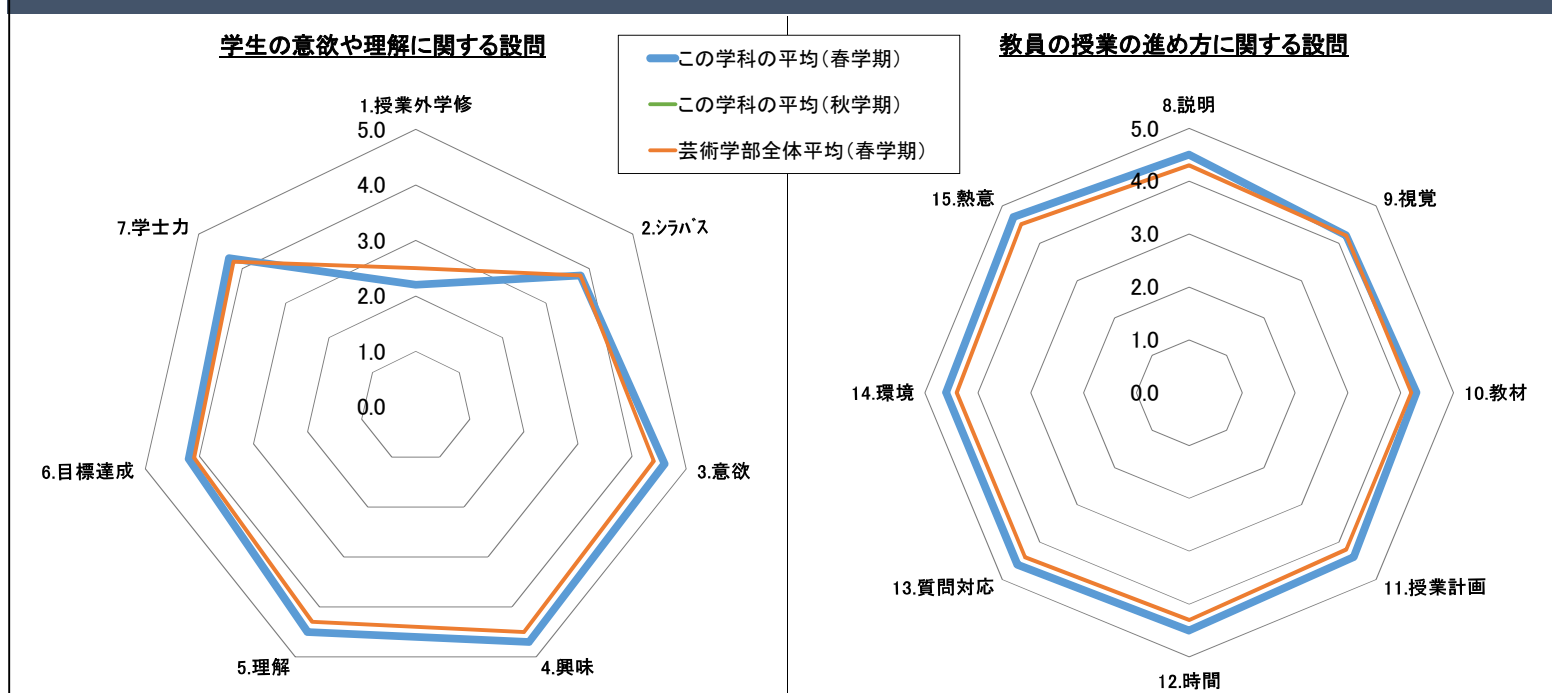 学生の意欲や理解に関する設問
この学科の平均(春学期)
この学科の平均(秋学期)
芸術学部全体平均(春学期)
教員の授業の進め方に関する設問
1.授業外学修
5.0
4.0
3.0
2.0
1.0
0.0
2.シラバス
3.意欲
4.興味
5.理解
6.目標達成
7.学士力
8.説明
5.0
4.0
3.0
2.0
1.0
0.0
9.視覚
10.教材
11.授業計画
12.時間
13.質問対応
14.環境
15.熱意